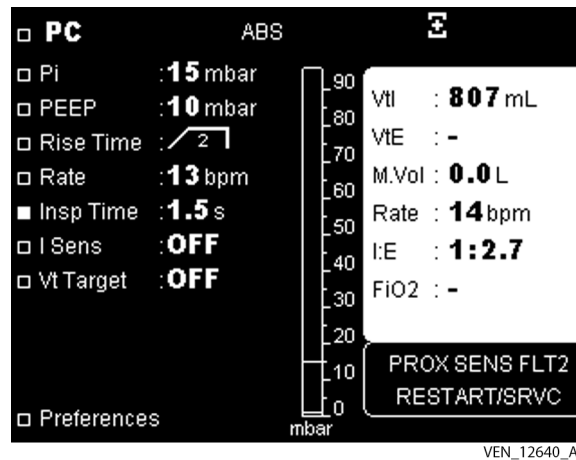 PC ABS
Pi :15 mbar
PEEP :10 mbar
Rise Time : 2
Rate :13 bpm
Insp Time :1.5 s
I Sens :OFF
Vt Target :OFF
Preferences
90
80
70
60
50
40
30
20
10
0
mbar
VtI : 807 mL
VtE : -
M.Vol : 0.0 L
Rate : 14 bpm
I:E : 1:2.7
FiO2 : -
PROX SENS FLT2
RESTART/SRVC
VEN_12640_A